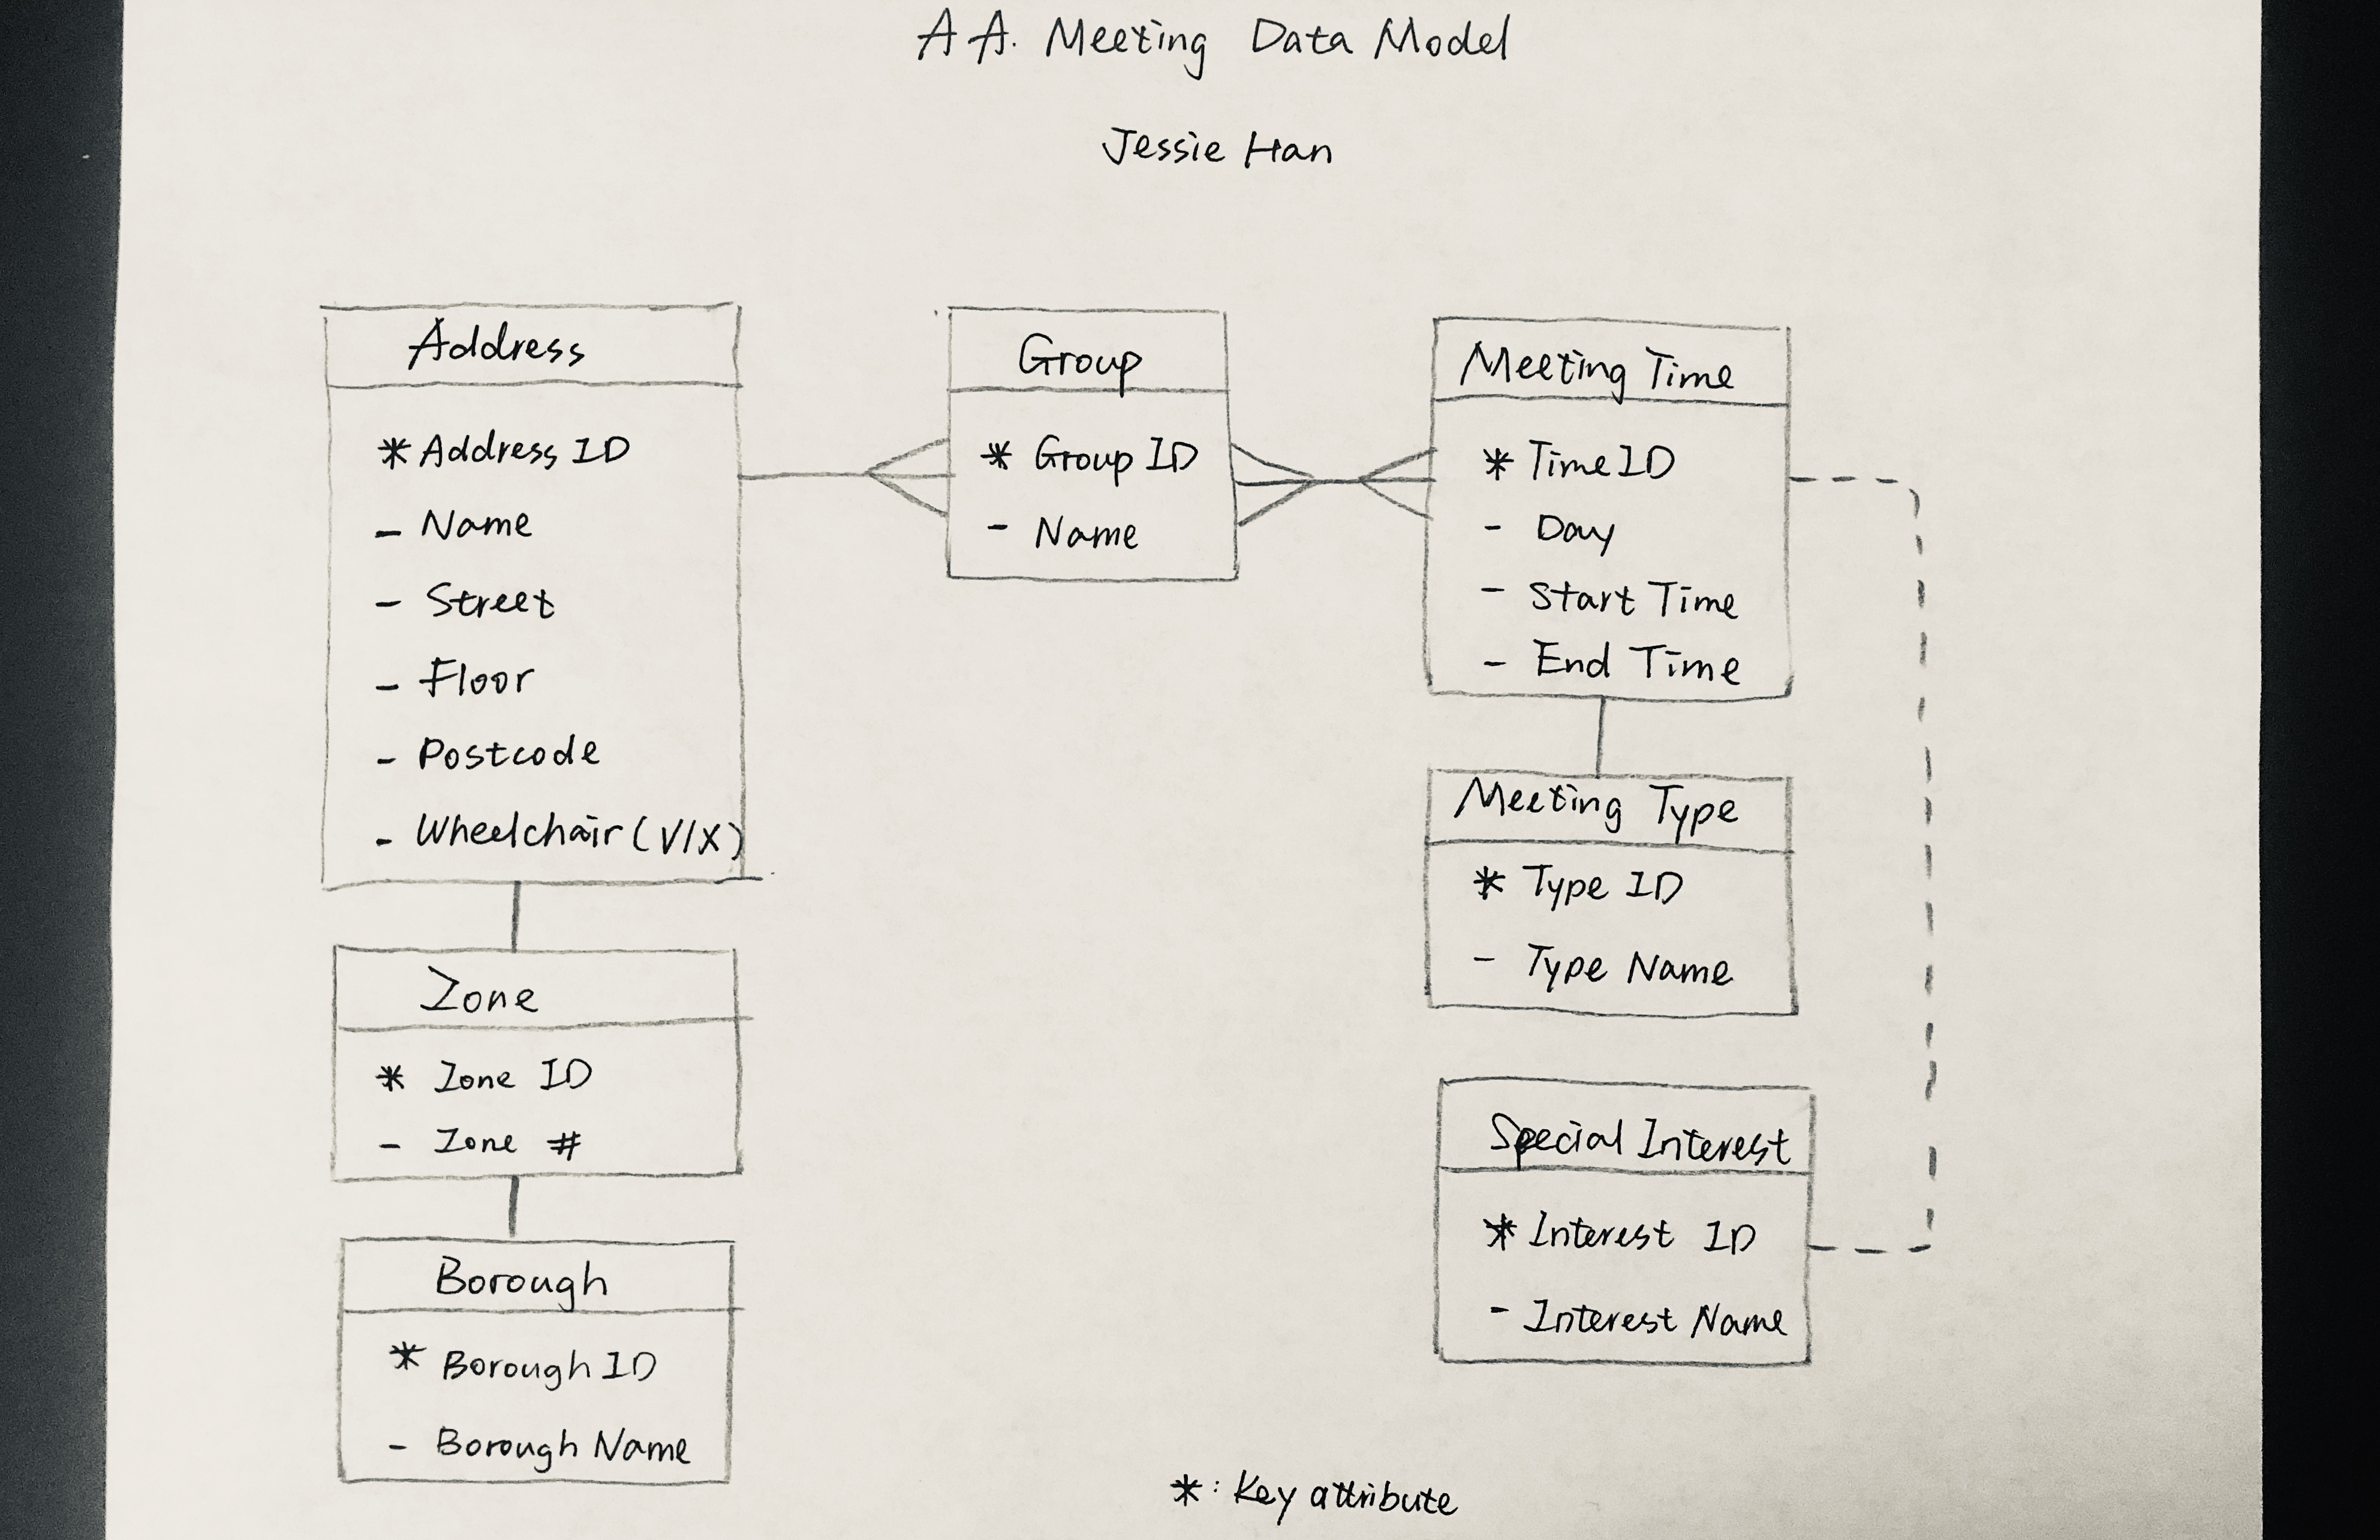 A A. Meeting Data Model
Jessie Han
Address
* Address ID
- Name
- Street
- Floor
- Postcode
- Wheelchair (V/X)
Zone
* Zone ID
- Zone #
Borough
* Borough ID
- Borough Name
Group
* Group ID
- Name
Meeting Time
* Time ID
- Day
- Start Time
- End Time
Meeting Type
* Type ID
- Type Name
Special Interest
* Interest ID
- Interest Name
* : Key attribute